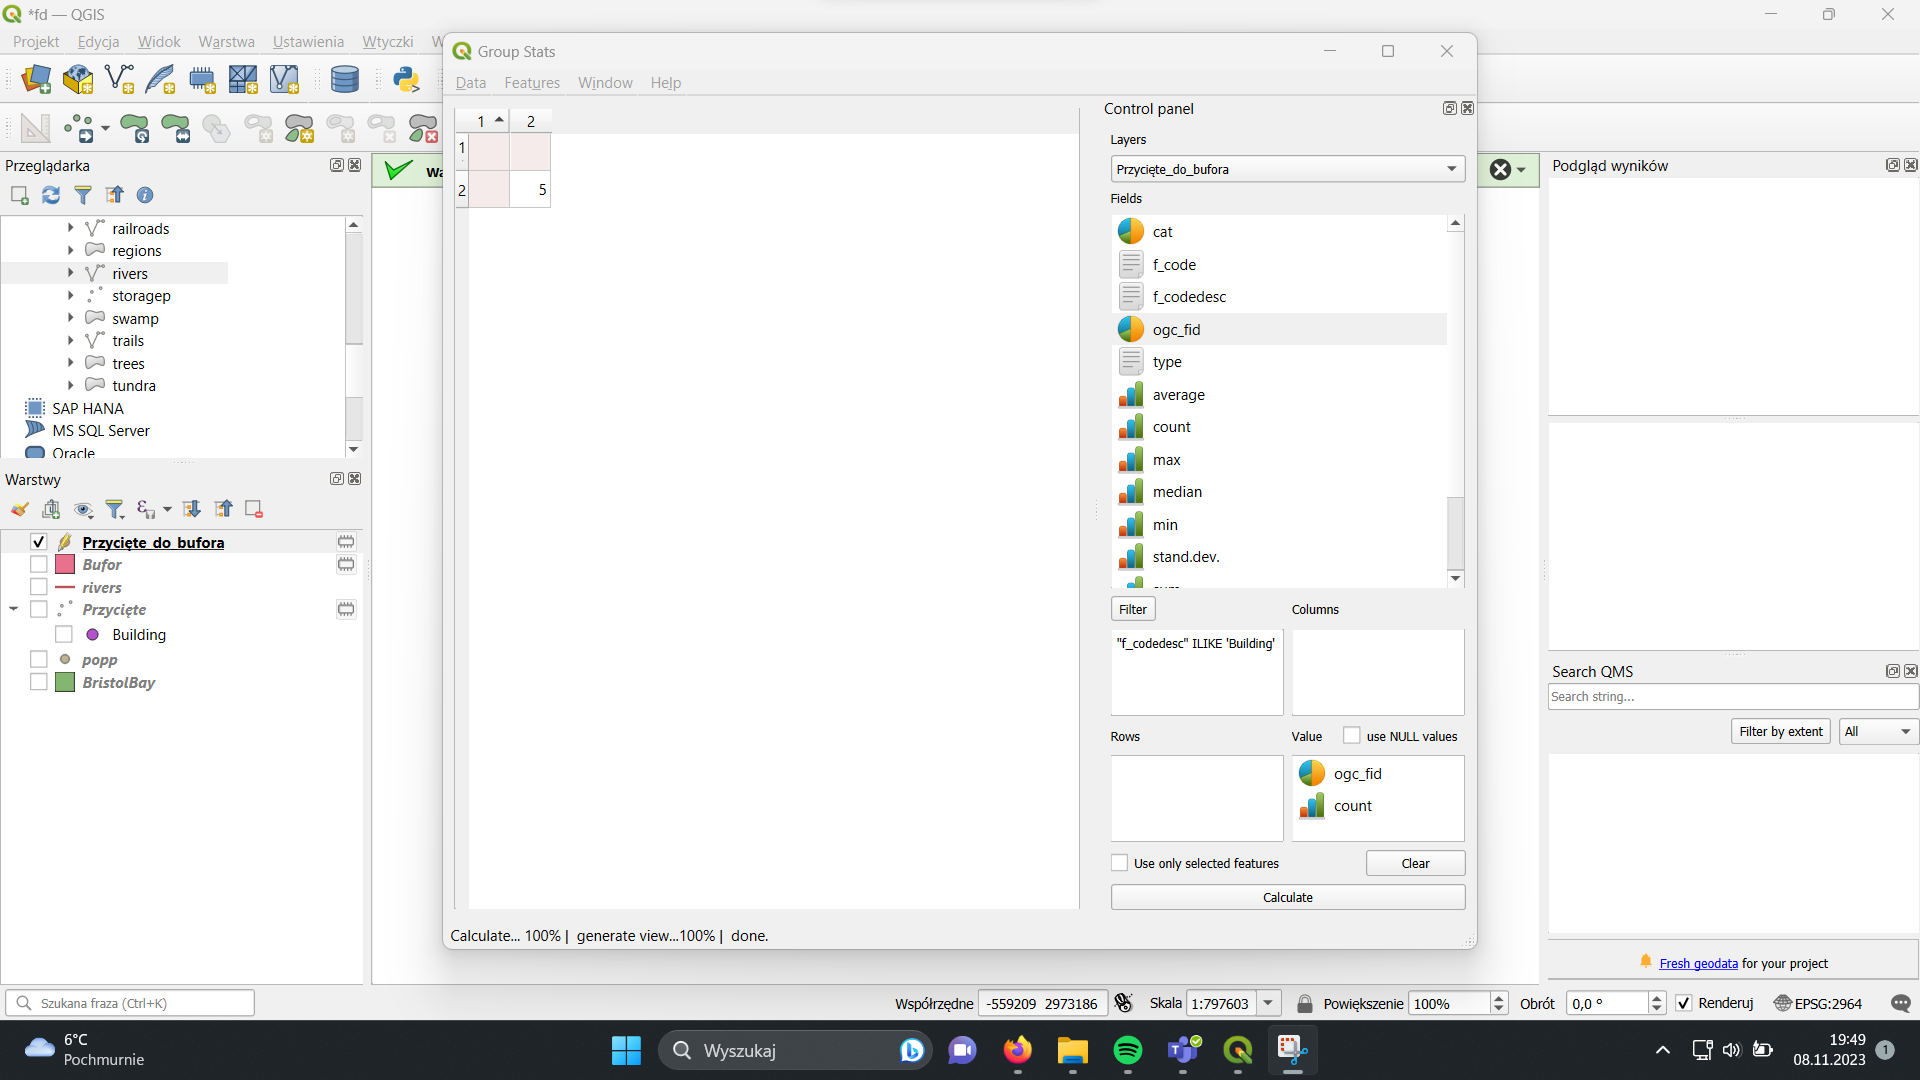 *fd — QGIS
Projekt Edycja Widok Warstwa Ustawienia Wtyczki W
Group Stats
Data Features Window Help
1 2
1
2 5
Calculate... 100% | generate view...100% | done.
Control panel
Layers
Przycięte_do_bufora
Fields
cat
f_code
f_codedesc
ogc_fid
type
average
count
max
median
min
stand.dev.
Filter
Columns
"f_codedesc" ILIKE 'Building'
Rows
Value
use NULL values
ogc_fid
count
Use only selected features
Clear
Calculate
Przeglądarka
railroads
regions
rivers
storagep
swamp
trails
trees
tundra
SAP HANA
MS SQL Server
Oracle
Wa
Warstwy
Przycięte_do_bufora
Bufor
rivers
Przycięte
Building
popp
BristolBay
Podgląd wyników
Search QMS
Search string...
Filter by extent
All
Fresh geodata for your project
Szukana fraza (Ctrl+K)
Współrzędne -559209 2973186 Skala 1:797603 Powiększenie 100% Obrót 0,0 ° Renderuj EPSG:2964
6°C
Pochmurnie
Wyszukaj
19:49
08.11.2023
1